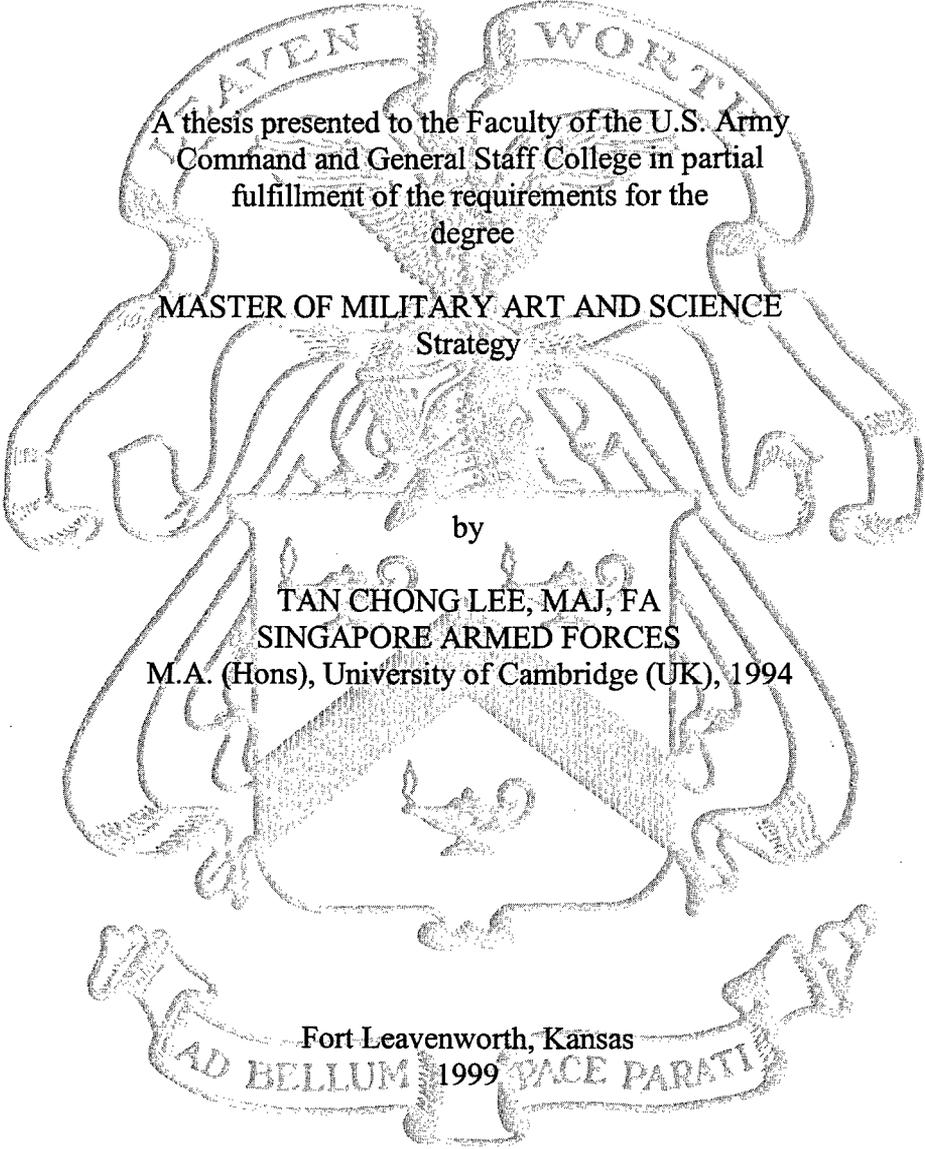 LEAVEN WORTH
A thesis presented to the Faculty of the U.S. Army
Command and General Staff College in partial
fulfillment of the requirements for the
degree
MASTER OF MILITARY ART AND SCIENCE
Strategy
by
TAN CHONG LEE, MAJ, FA
SINGAPORE ARMED FORCES
M.A. (Hons), University of Cambridge (UK), 1994
Fort Leavenworth, Kansas
1999
AD BELLUM PACE PARATI